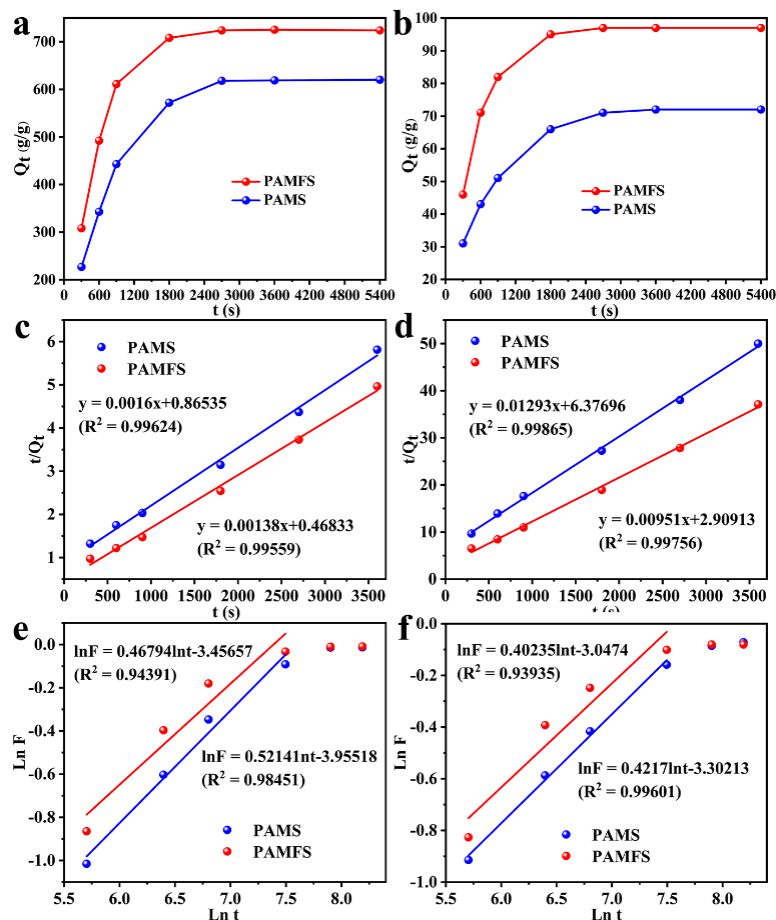 a
700
600
500
400
300
200
Qt (g/g)
PAMFS
PAMS
0 600 1200 1800 2400 3000 3600 4200 4800 5400
t (s)
b
100
90
80
70
60
50
40
30
20
Qt (g/g)
PAMFS
PAMS
0 600 1200 1800 2400 3000 3600 4200 4800 5400
t (s)
c
6
5
4
3
2
1
t/Qt
PAMS
PAMFS
y = 0.0016x+0.86535
(R² = 0.99624)
y = 0.00138x+0.46833
(R² = 0.99559)
0 500 1000 1500 2000 2500 3000 3500
t (s)
d
50
40
30
20
10
0
t/Qt
PAMS
PAMFS
y = 0.01293x+6.37696
(R² = 0.99865)
y = 0.00951x+2.90913
(R² = 0.99756)
0 500 1000 1500 2000 2500 3000 3500
t (s)
e
0.0
-0.2
-0.4
-0.6
-0.8
-1.0
Ln F
lnF = 0.46794lnt-3.45657
(R² = 0.94391)
lnF = 0.52141nt-3.95518
(R² = 0.98451)
PAMS
PAMFS
5.5 6.0 6.5 7.0 7.5 8.0
Ln t
f
0.0
-0.2
-0.4
-0.6
-0.8
-1.0
Ln F
lnF = 0.40235lnt-3.0474
(R² = 0.93935)
lnF = 0.4217lnt-3.30213
(R² = 0.99601)
PAMS
PAMFS
5.5 6.0 6.5 7.0 7.5 8.0
Ln t